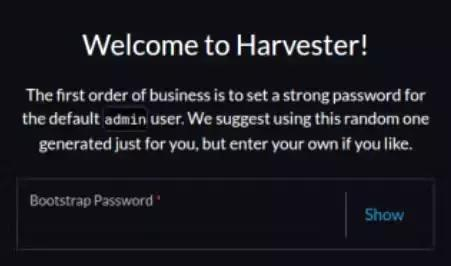 Welcome to Harvester!
The first order of business is to set a strong password for
the default admin user. We suggest using this random one
generated just for you, but enter your own if you like.
Bootstrap Password *
Show